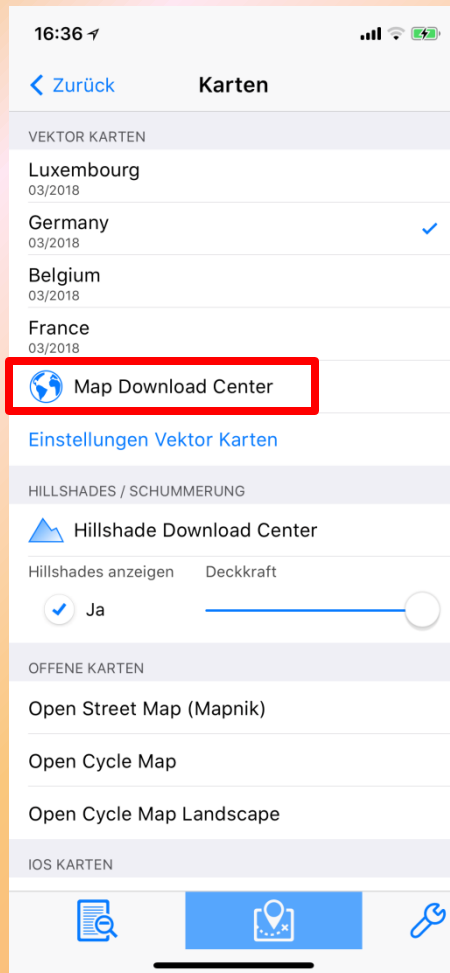 16:36
Zurück
Karten
VEKTOR KARTEN
Luxembourg
03/2018
Germany
03/2018
Belgium
03/2018
France
03/2018
Map Download Center
Einstellungen Vektor Karten
HILLSHADES / SCHUMMERUNG
Hillshade Download Center
Hillshades anzeigen Deckkraft
Ja
OFFENE KARTEN
Open Street Map (Mapnik)
Open Cycle Map
Open Cycle Map Landscape
IOS KARTEN